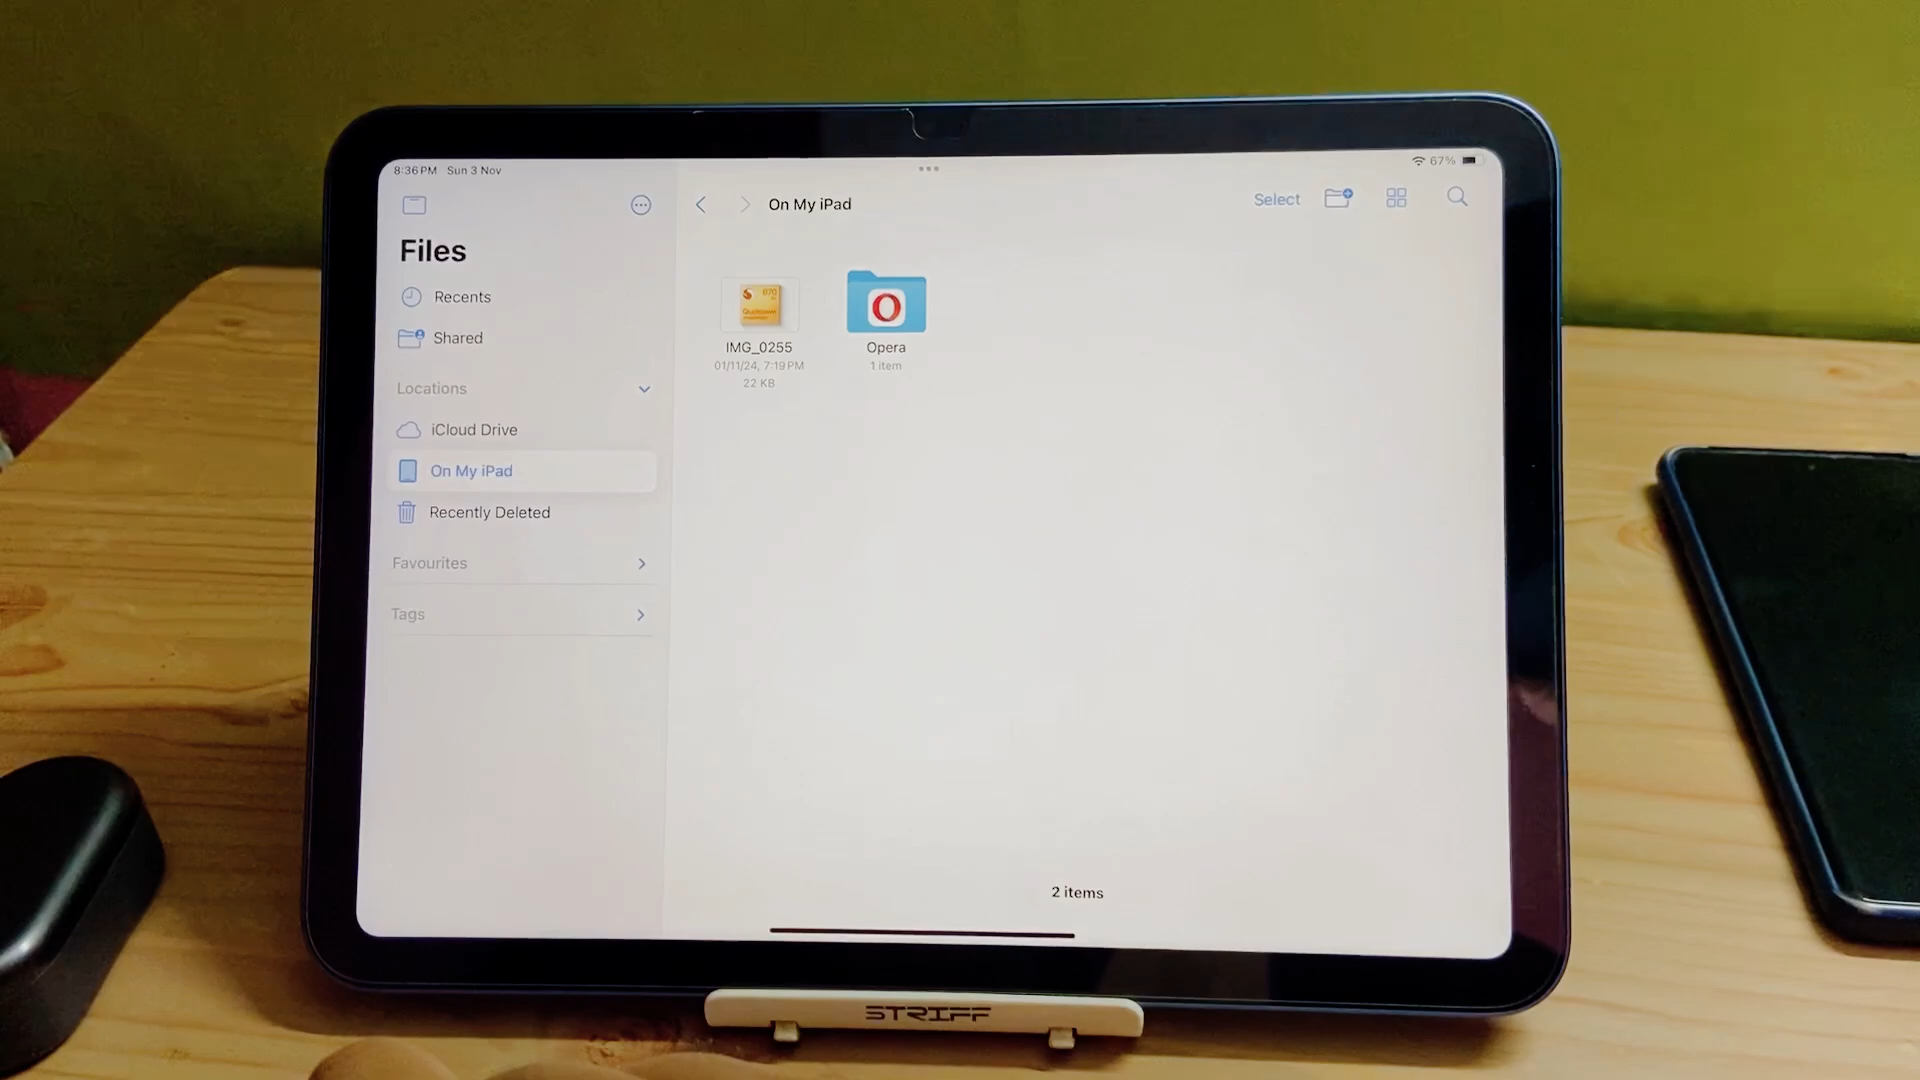 8:36 PM Sun 3 Nov
67%
Files
On My iPad
Select
Recents
Shared
Locations
iCloud Drive
On My iPad
Recently Deleted
Favourites
Tags
870
Qualcomm
IMG_0255
01/11/24, 7:19 PM
22 KB
Opera
1 item
2 items
STRIFF